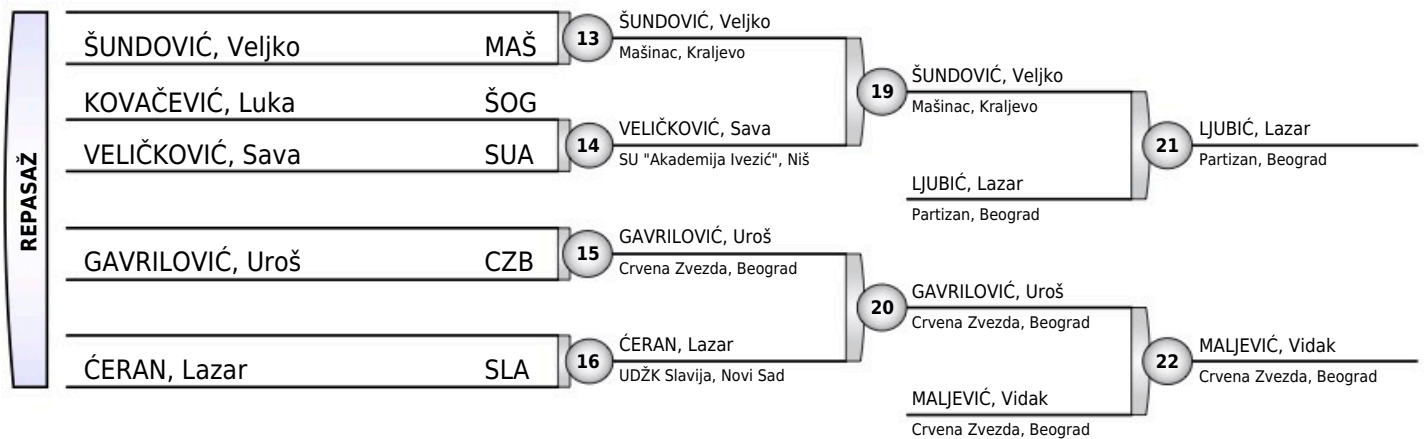 REPASAŽ
ŠUNDOVIĆ, Veljko MAŠ
KOVAČEVIĆ, Luka ŠOG
VELIČKOVIĆ, Sava SUA
GAVRILOVIĆ, Uroš CZB
ĆERAN, Lazar SLA
13
ŠUNDOVIĆ, Veljko
Mašinac, Kraljevo
14
VELIČKOVIĆ, Sava
SU "Akademija Ivezić", Niš
15
GAVRILOVIĆ, Uroš
Crvena Zvezda, Beograd
16
ĆERAN, Lazar
UDŽK Slavija, Novi Sad
19
ŠUNDOVIĆ, Veljko
Mašinac, Kraljevo
LJUBIĆ, Lazar
Partizan, Beograd
20
GAVRILOVIĆ, Uroš
Crvena Zvezda, Beograd
MALJEVIĆ, Vidak
Crvena Zvezda, Beograd
21
LJUBIĆ, Lazar
Partizan, Beograd
22
MALJEVIĆ, Vidak
Crvena Zvezda, Beograd